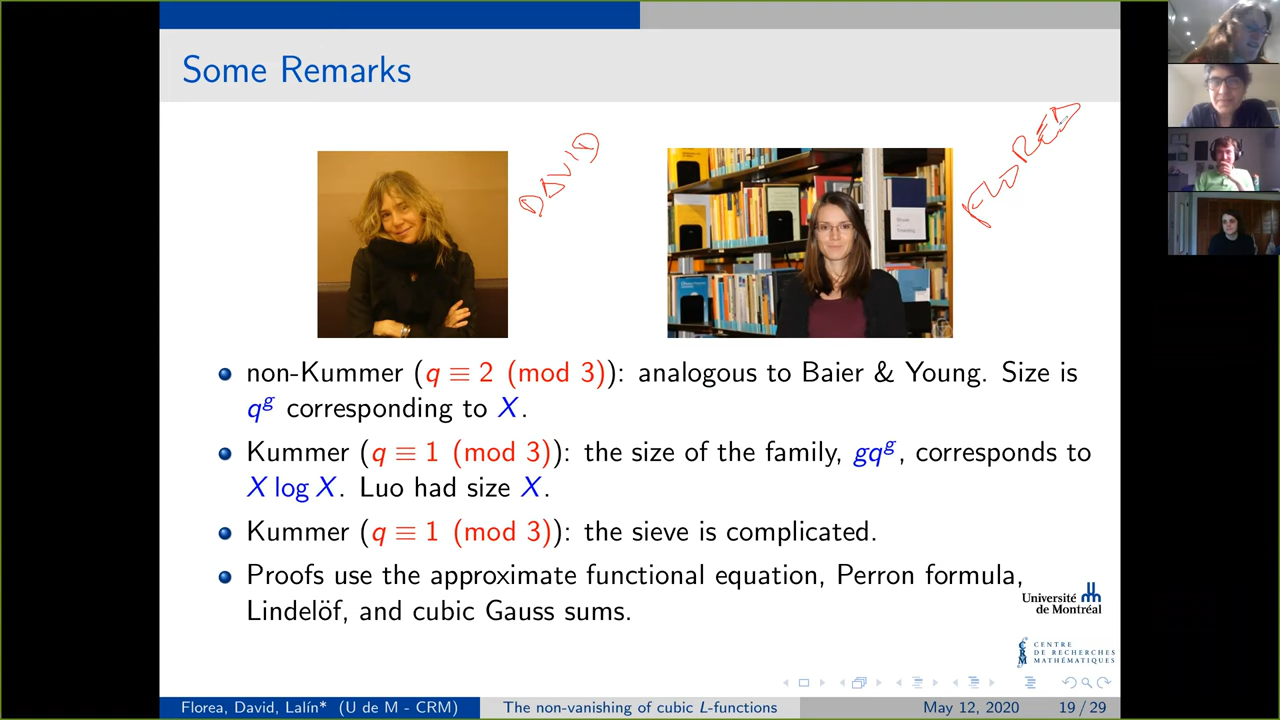 Some Remarks
DAVID
non-Kummer (q ≡ 2 (mod 3)): analogous to Baier & Young. Size is
q^g corresponding to X.
Kummer (q ≡ 1 (mod 3)): the size of the family, gq^g, corresponds to
X log X. Luo had size X.
Kummer (q ≡ 1 (mod 3)): the sieve is complicated.
Proofs use the approximate functional equation, Perron formula,
Lindelöf, and cubic Gauss sums.
Université
de Montréal
CRM
CENTRE
DE RECHERCHES
MATHÉMATIQUES
Florea, David, Lalín* (U de M - CRM)
The non-vanishing of cubic L-functions
May 12, 2020
19 / 29